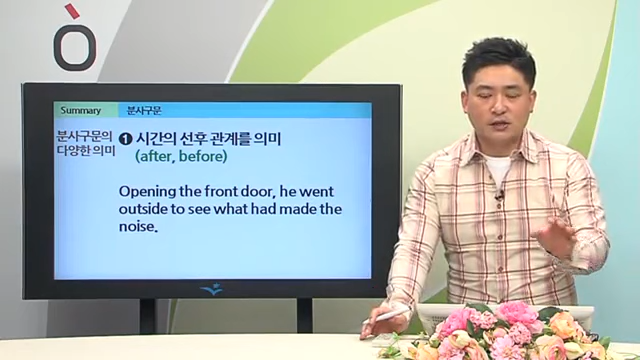 Summary
분사구문
분사구문의
다양한 의미
❶ 시간의 선후 관계를 의미
(after, before)
Opening the front door, he went
outside to see what had made the
noise.